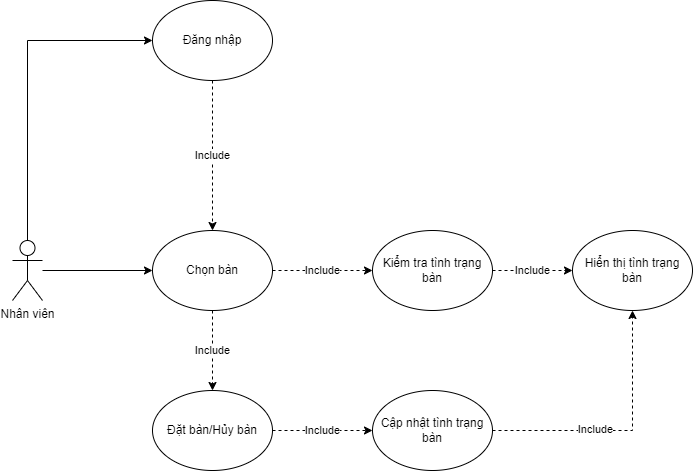 Đăng nhập
Include
Chọn bàn
Include
Kiểm tra tình trạng
bàn
Include
Hiển thị tình trạng
bàn
Nhân viên
Include
Đặt bàn/Hủy bàn
Include
Cập nhật tình trạng
bàn
Include